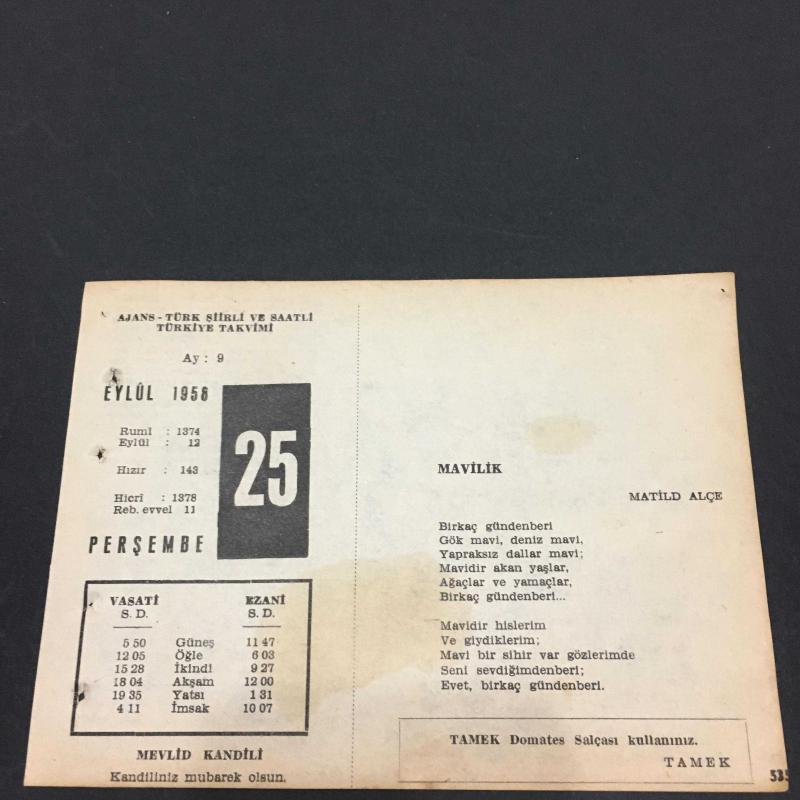 AJANS - TÜRK ŞİİRLİ VE SAATLİ
TÜRKİYE TAKVİMİ
Ay : 9
EYLÛL 1958
25
Rumî : 1374
Eylül : 12
Hızır : 143
Hicrî : 1378
Reb. evvel 11
PERŞEMBE
VASATİ EZANİ
S. D. S. D.
5 50 Güneş 11 47
12 05 Öğle 6 03
15 28 İkindi 9 27
18 04 Akşam 12 00
19 35 Yatsı 1 31
4 11 İmsak 10 07
MEVLİD KANDİLİ
Kandiliniz mubarek olsun.
MAVİLİK
MATİLD ALÇE
Birkaç gündenberi
Gök mavi, deniz mavi,
Yapraksız dallar mavi;
Mavidir akan yaşlar,
Ağaçlar ve yamaçlar,
Birkaç gündenberi...
Mavidir hislerim
Ve giydiklerim;
Mavi bir sihir var gözlerimde
Seni sevdiğimdenberi;
Evet, birkaç gündenberi.
TAMEK Domates Salçası kullanınız.
TAMEK